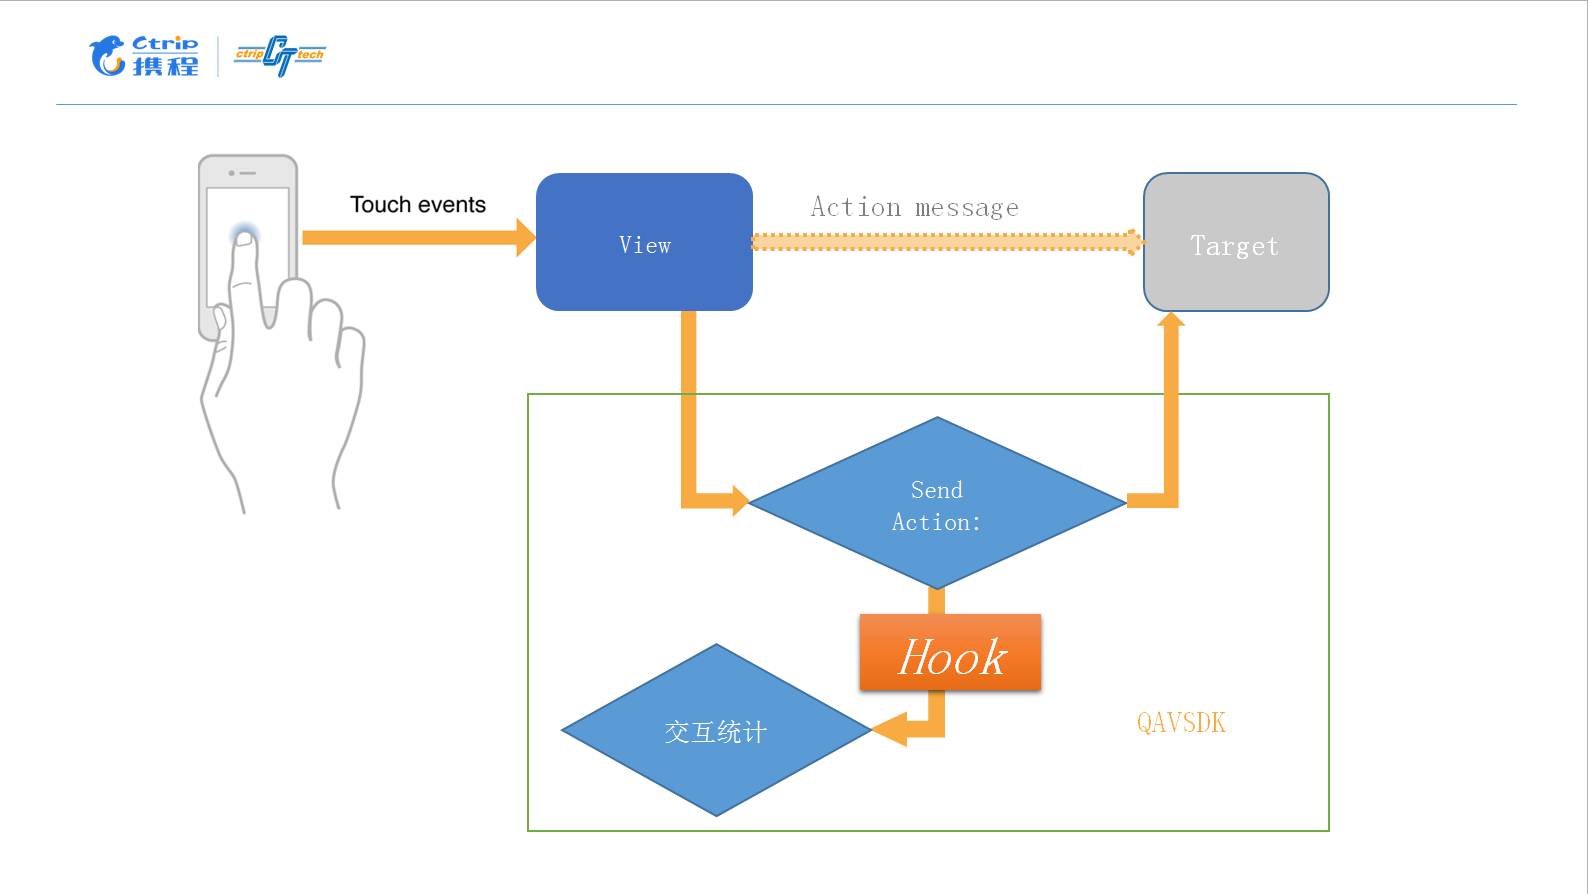 Ctrip
携程
ctrip CT tech
Touch events
View
Action message
Target
Send
Action:
Hook
交互统计
QAVSDK